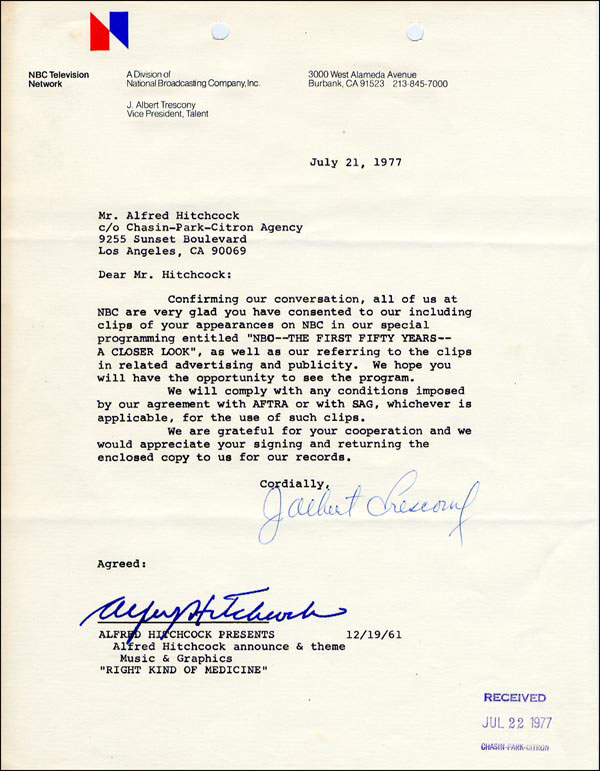 NBC Television
Network
A Division of
National Broadcasting Company, Inc.
J. Albert Trescony
Vice President, Talent
3000 West Alameda Avenue
Burbank, CA 91523 213-845-7000
July 21, 1977
Mr. Alfred Hitchcock
c/o Chasin-Park-Citron Agency
9255 Sunset Boulevard
Los Angeles, CA 90069
Dear Mr. Hitchcock:
Confirming our conversation, all of us at
NBC are very glad you have consented to our including
clips of your appearances on NBC in our special
programming entitled "NBC--THE FIRST FIFTY YEARS--
A CLOSER LOOK", as well as our referring to the clips
in related advertising and publicity. We hope you
will have the opportunity to see the program.
We will comply with any conditions imposed
by our agreement with AFTRA or with SAG, whichever is
applicable, for the use of such clips.
We are grateful for your cooperation and we
would appreciate your signing and returning the
enclosed copy to us for our records.
Cordially,
J Albert Trescony
Agreed:
Alfred Hitchcock
ALFRED HITCHCOCK PRESENTS 12/19/61
Alfred Hitchcock announce & theme
Music & Graphics
"RIGHT KIND OF MEDICINE"
RECEIVED
JUL 22 1977
CHASIN-PARK-CITRON